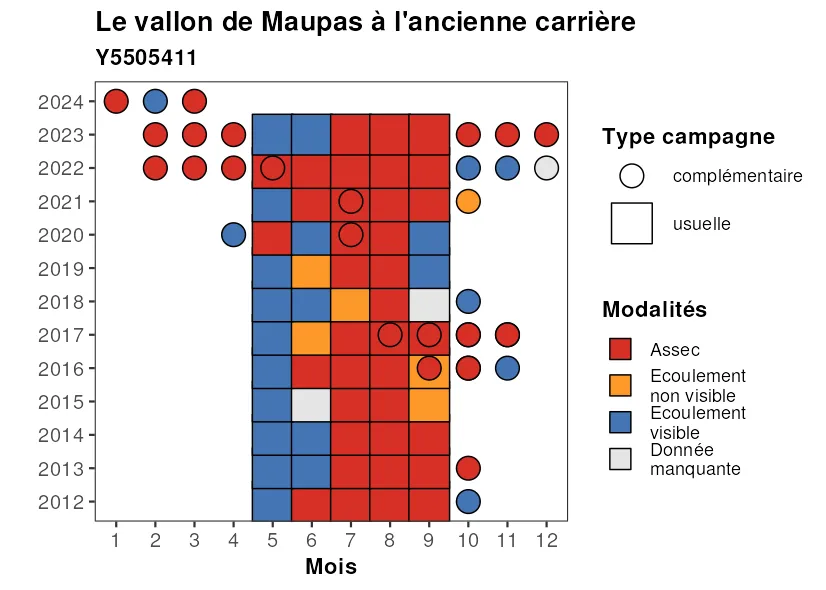 Le vallon de Maupas à l'ancienne carrière
Y5505411
2024
2023
2022
2021
2020
2019
2018
2017
2016
2015
2014
2013
2012
1 2 3 4 5 6 7 8 9 10 11 12
Mois
Type campagne
complémentaire
usuelle
Modalités
Assec
Ecoulement
non visible
Ecoulement
visible
Donnée
manquante